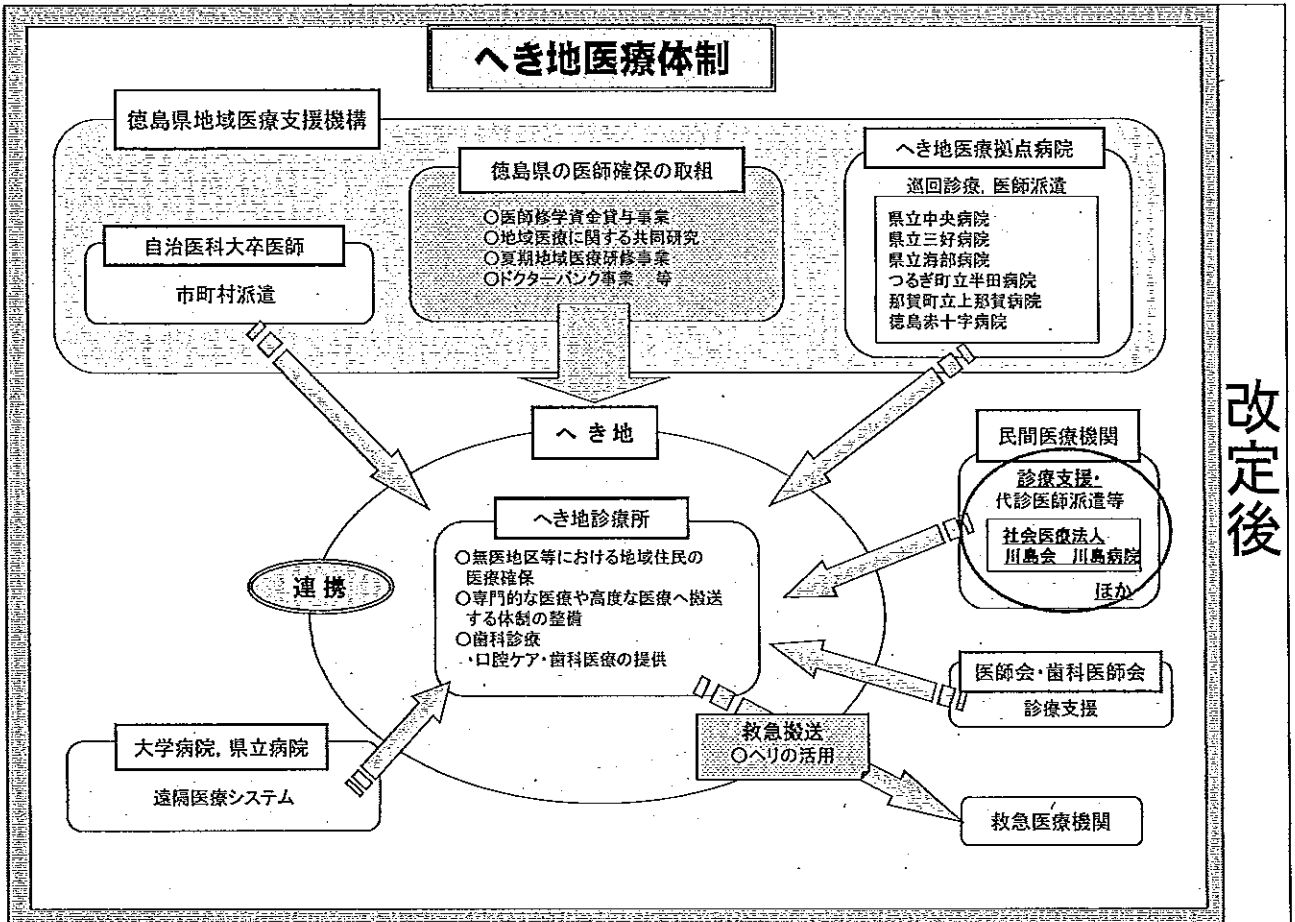 へき地医療体制
徳島県地域医療支援機構
自治医科大卒医師
市町村派遣
徳島県の医師確保の取組
○医師修学資金貸与事業
○地域医療に関する共同研究
○夏期地域医療研修事業
○ドクターバンク事業 等
へき地医療拠点病院
巡回診療，医師派遣
県立中央病院
県立三好病院
県立海部病院
つるぎ町立半田病院
那賀町立上那賀病院
徳島赤十字病院
へき地
へき地診療所
○無医地区等における地域住民の
医療確保
○専門的な医療や高度な医療へ搬送
する体制の整備
○歯科診療
・口腔ケア・歯科医療の提供
連携
民間医療機関
診療支援・
代診医師派遣等
社会医療法人
川島会 川島病院
ほか
医師会・歯科医師会
診療支援
大学病院，県立病院
遠隔医療システム
救急搬送
○ヘリの活用
救急医療機関
改定後